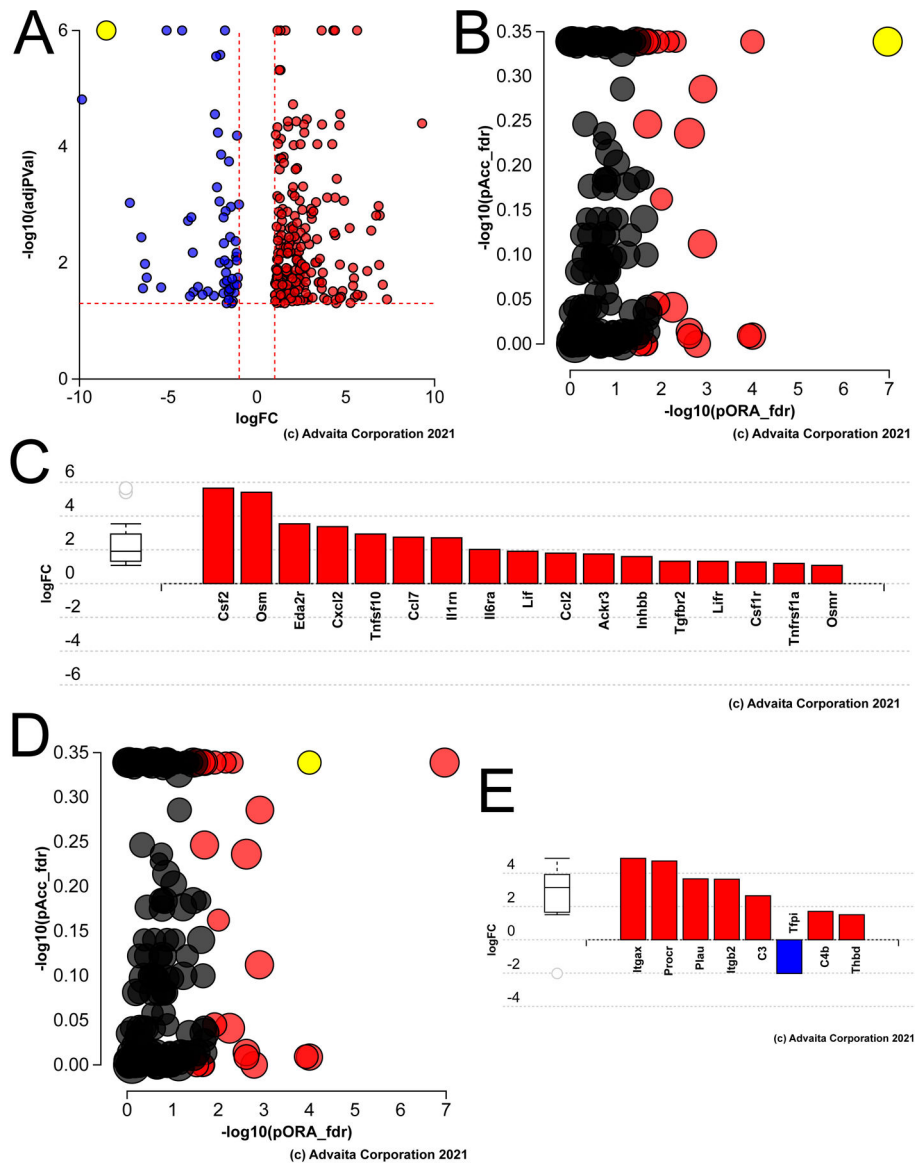 A
6
4
2
0
-log10(adjPVal)
-10
-5
0
5
10
logFC
(c) Advaita Corporation 2021
B
0.35
0.30
0.25
0.20
0.15
0.10
0.05
0.00
-log10(pAcc_fdr)
0 1 2 3 4 5 6 7
-log10(pORA_fdr)
(c) Advaita Corporation 2021
C
6
4
2
0
-2
-4
-6
logFC
Csf2
Osm
Eda2r
Cxcl2
Tnfsf10
Ccl7
Il1rn
Il6ra
Lif
Ccl2
Ackr3
Inhbb
Tgfbr2
Lifr
Csf1r
Tnfrsf1a
Osmr
(c) Advaita Corporation 2021
D
0.35
0.30
0.25
0.20
0.15
0.10
0.05
0.00
-log10(pAcc_fdr)
0 1 2 3 4 5 6 7
-log10(pORA_fdr)
(c) Advaita Corporation 2021
E
4
2
0
-2
-4
logFC
Itgax
Procr
Plau
Itgb2
C3
Tfpi
C4b
Thbd
(c) Advaita Corporation 2021